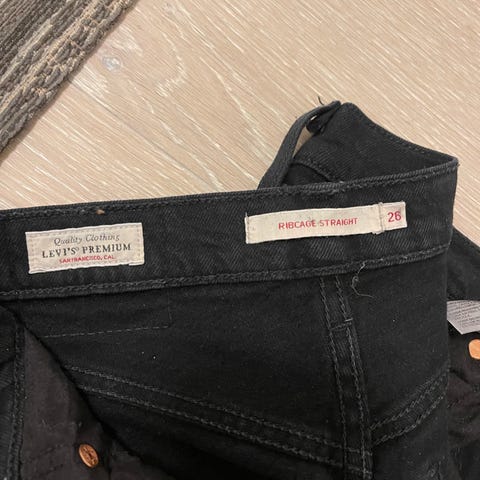 Quality Clothing
LEVI'S® PREMIUM
SAN FRANCISCO, CAL.
RIBCAGE STRAIGHT
26